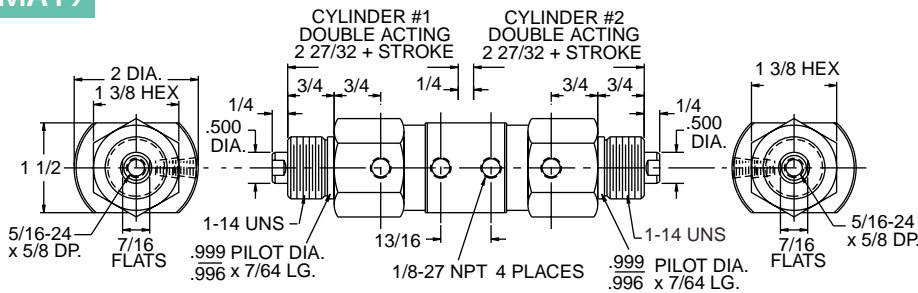 CYLINDER #1
DOUBLE ACTING
2 27/32 + STROKE
CYLINDER #2
DOUBLE ACTING
2 27/32 + STROKE
2 DIA.
1 3/8 HEX
1/4
.500
DIA.
3/4
3/4
1/4
3/4
3/4
1/4
.500
DIA.
1 3/8 HEX
1 1/2
5/16-24
x 5/8 DP.
7/16
FLATS
1-14 UNS
.999
.996
PILOT DIA.
x 7/64 LG.
13/16
1/8-27 NPT 4 PLACES
1-14 UNS
.999
.996
PILOT DIA.
x 7/64 LG.
7/16
FLATS
5/16-24
x 5/8 DP.